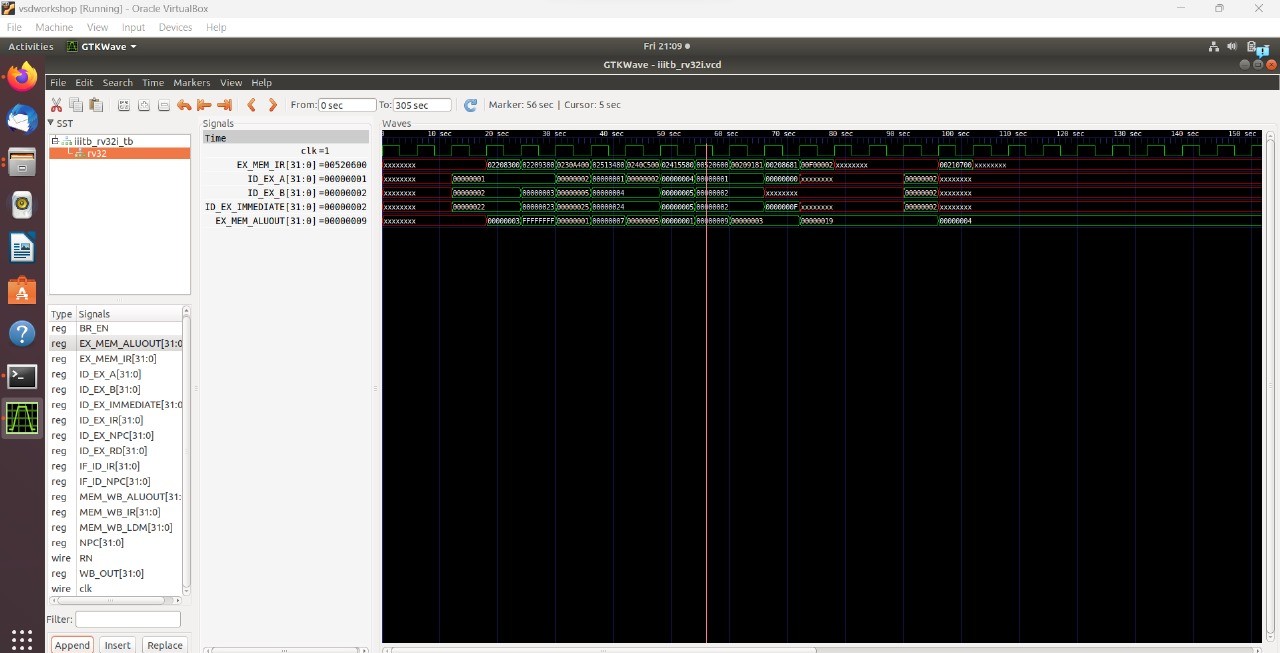 vsdworkshop [Running] - Oracle VirtualBox
File Machine View Input Devices Help
Activities GTKWave Fri 21:09
GTKWave - iiitb_rv32i.vcd
File Edit Search Time Markers View Help
From: 0 sec To: 305 sec Marker: 56 sec | Cursor: 5 sec
SST
iiitb_rv32i_tb
rv32
Type Signals
reg BR_EN
reg EX_MEM_ALUOUT[31:0
reg EX_MEM_IR[31:0]
reg ID_EX_A[31:0]
reg ID_EX_B[31:0]
reg ID_EX_IMMEDIATE[31:0
reg ID_EX_IR[31:0]
reg ID_EX_NPC[31:0]
reg ID_EX_RD[31:0]
reg IF_ID_IR[31:0]
reg IF_ID_NPC[31:0]
reg MEM_WB_ALUOUT[31:
reg MEM_WB_IR[31:0]
reg MEM_WB_LDM[31:0]
reg NPC[31:0]
wire RN
reg WB_OUT[31:0]
wire clk
Filter:
Append Insert Replace
Signals
Time
clk=1
EX_MEM_IR[31:0] =00520600
ID_EX_A[31:0] =00000001
ID_EX_B[31:0] =00000002
ID_EX_IMMEDIATE[31:0] =00000002
EX_MEM_ALUOUT[31:0] =00000009
Waves
10 sec 20 sec 30 sec 40 sec 50 sec 60 sec 70 sec 80 sec 90 sec 100 sec 110 sec 120 sec 130 sec 140 sec 150 sec
xxxxxxxx 02208300 02209380 0230A400 02513480 0240C500 02415580 00520600 00209181 00208681 00F00002 xxxxxxxx 00210700 xxxxxxxx
xxxxxxxx 00000001 00000002 00000001 00000002 00000004 00000001 00000000 xxxxxxxx 00000002 xxxxxxxx
xxxxxxxx 00000002 00000003 00000005 00000004 00000005 00000002 xxxxxxxx 00000002 xxxxxxxx
xxxxxxxx 00000022 00000023 00000025 00000024 00000005 00000002 0000000F xxxxxxxx 00000002 xxxxxxxx
xxxxxxxx 00000003 FFFFFFFF 00000001 00000007 00000005 00000001 00000009 00000003 00000019 00000004